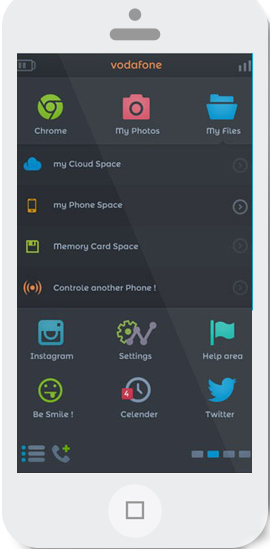 vodafone
Chrome
My Photos
My Files
my Cloud Space
my Phone Space
Memory Card Space
Controle another Phone !
Instagram
Settings
Help area
Be Smile !
4
Celender
Twitter